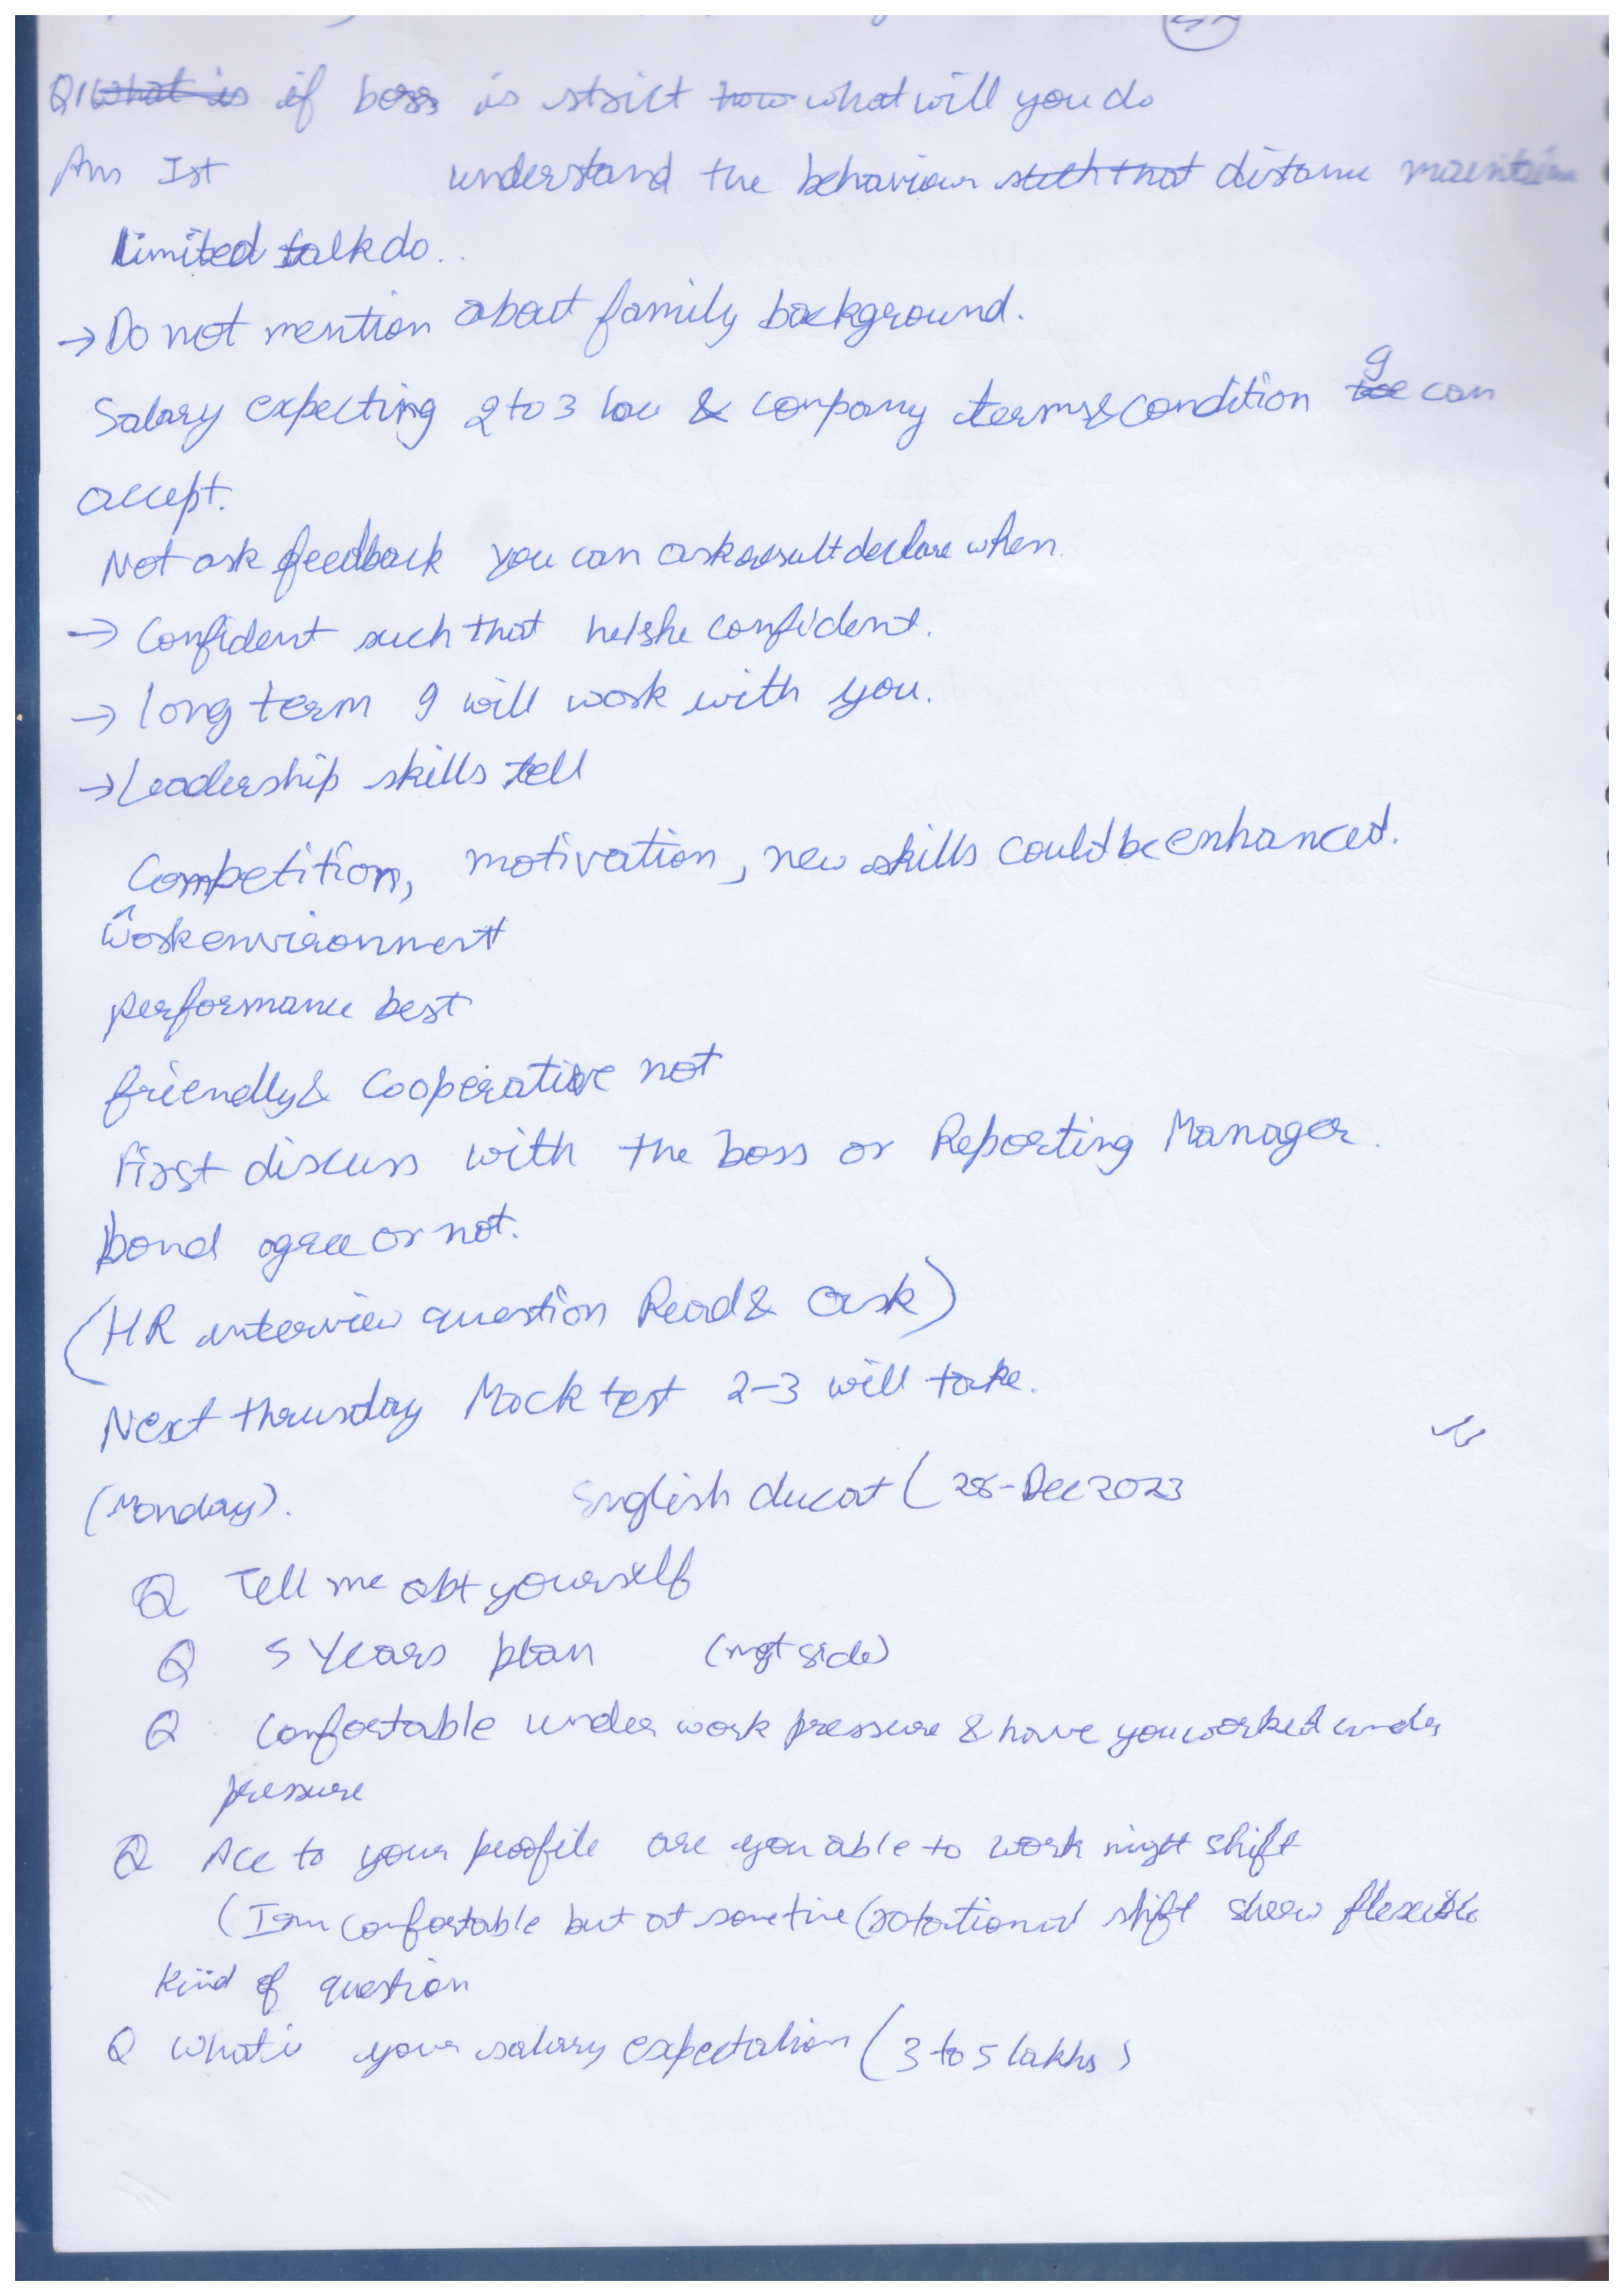 Q1 What is if boss is strict how what will you do
Ans Ist understand the behaviour such that distance maintain
limited talk do..
→ Do not mention about family background.
Salary expecting 2 to 3 lac & company terms & condition I can
accept.
Not ask feedback you can ask result declare when.
→ Confident such that he/she confident.
→ long term I will work with you.
→ Leadership skills tell
Competition, motivation, new skills could be enhanced.
Work environment
performance best
friendly & Cooperative not
First discuss with the boss or Reporting Manager.
bond agree or not.
(HR interview question Read & ask)
Next thrusday Mock test 2-3 will take.
(Monday). English ducat (28-Dec 2023
Q Tell me abt yourself
Q 5 Years plan
Q Comfortable under work pressure & have you worked under
pressure
Q Acc to your profile are you able to work night shift
(I am comfortable but at sometime (rotational shift show flexible
kind of question
Q What is your salary expectation (3 to 5 lakhs)